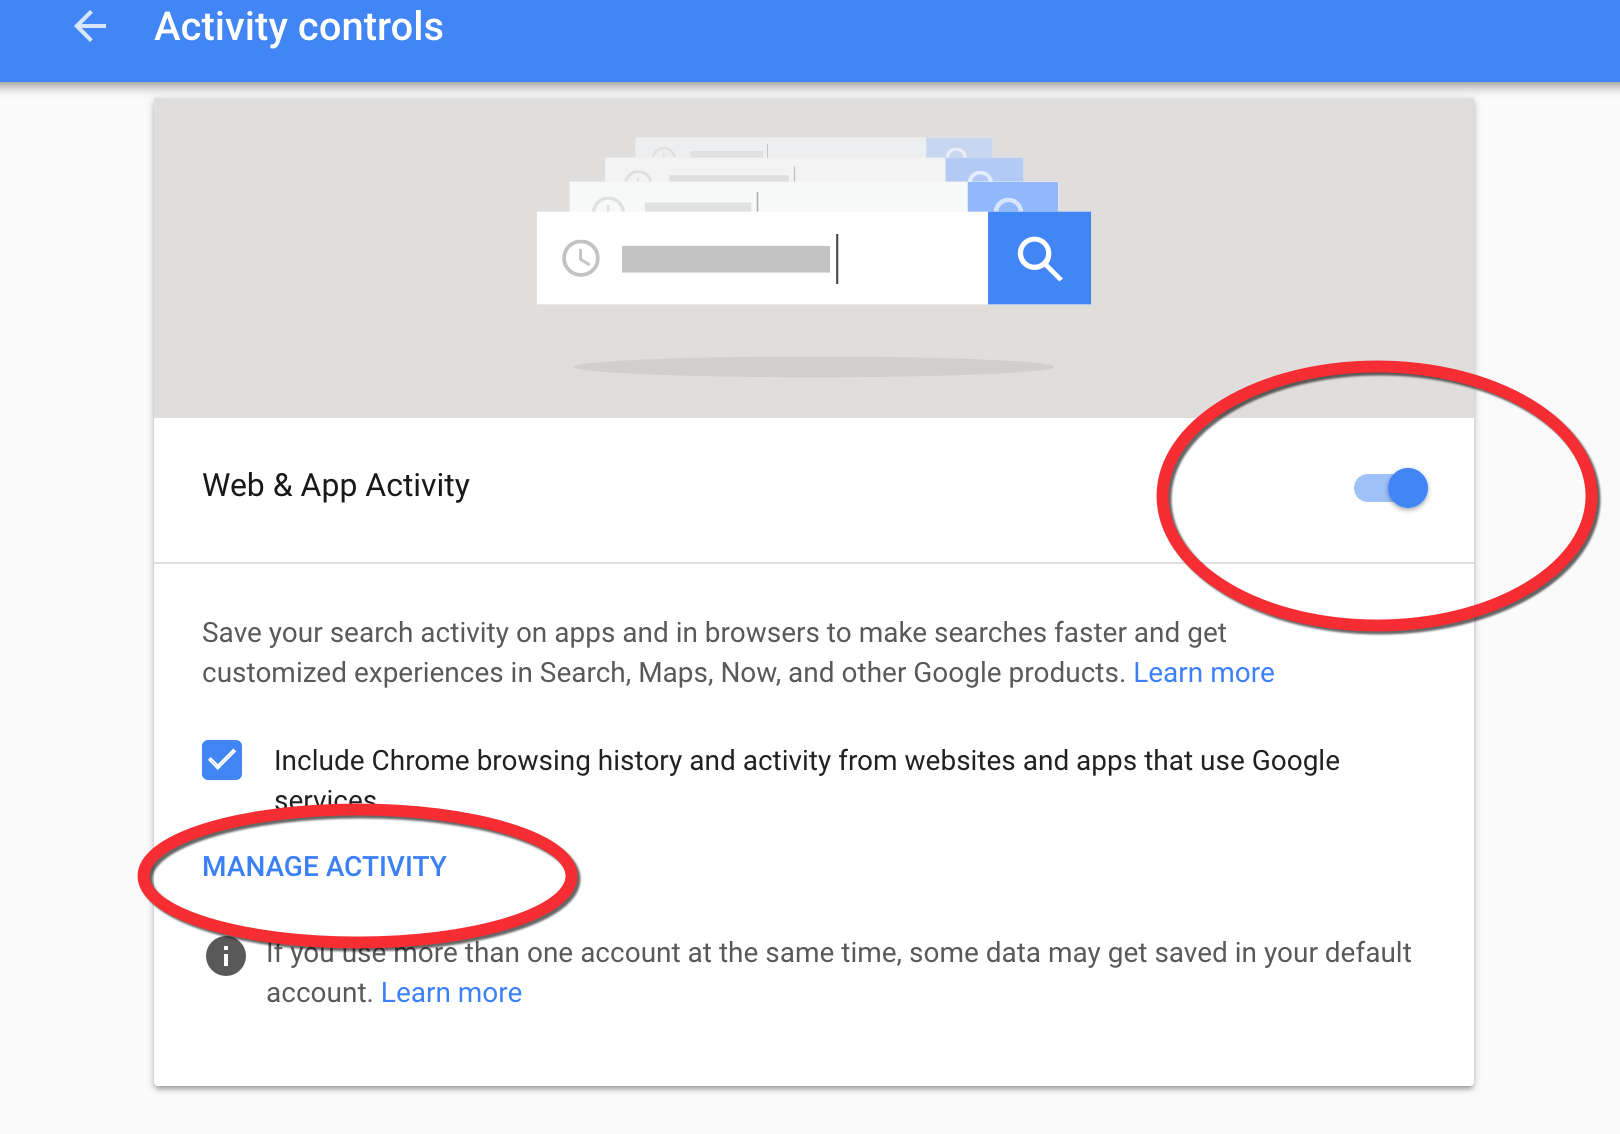 Activity controls
Web & App Activity
Save your search activity on apps and in browsers to make searches faster and get
customized experiences in Search, Maps, Now, and other Google products. Learn more
Include Chrome browsing history and activity from websites and apps that use Google
services
MANAGE ACTIVITY
If you use more than one account at the same time, some data may get saved in your default
account. Learn more